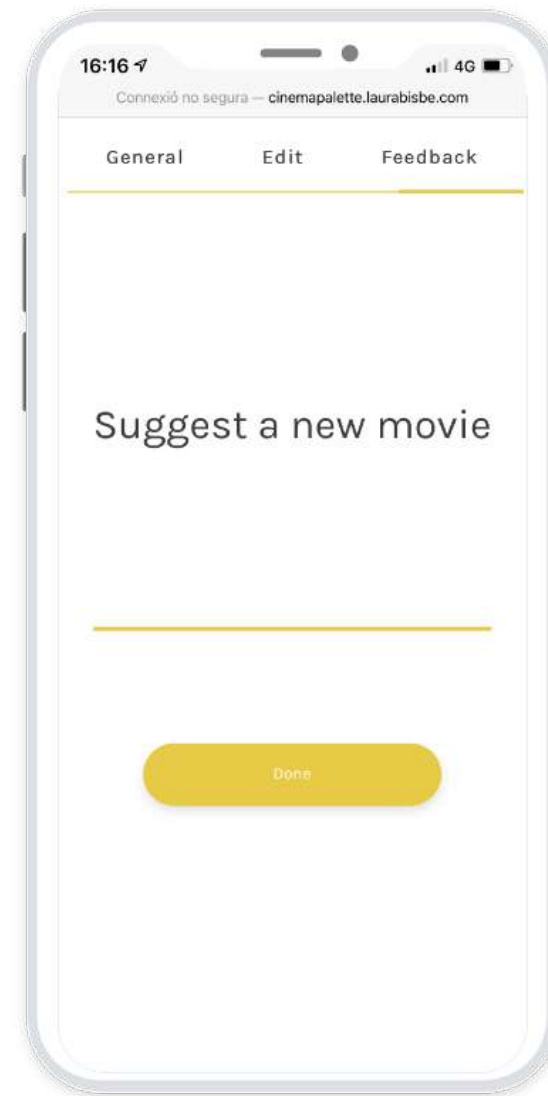 16:16 4G
Connexió no segura — cinemapalette.laurabisbe.com
General Edit Feedback
Suggest a new movie
Done